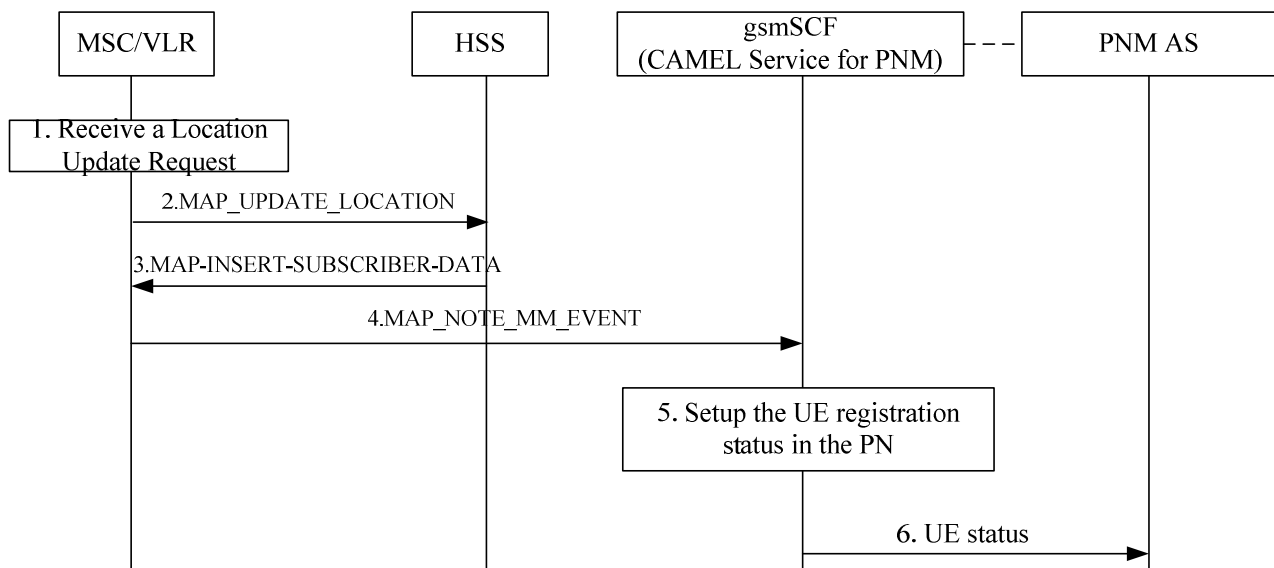 MSC/VLR
HSS
gsmSCF
(CAMEL Service for PNM)
PNM AS
1. Receive a Location
Update Request
2.MAP_UPDATE_LOCATION
3.MAP-INSERT-SUBSCRIBER-DATA
4.MAP_NOTE_MM_EVENT
5. Setup the UE registration
status in the PN
6. UE status